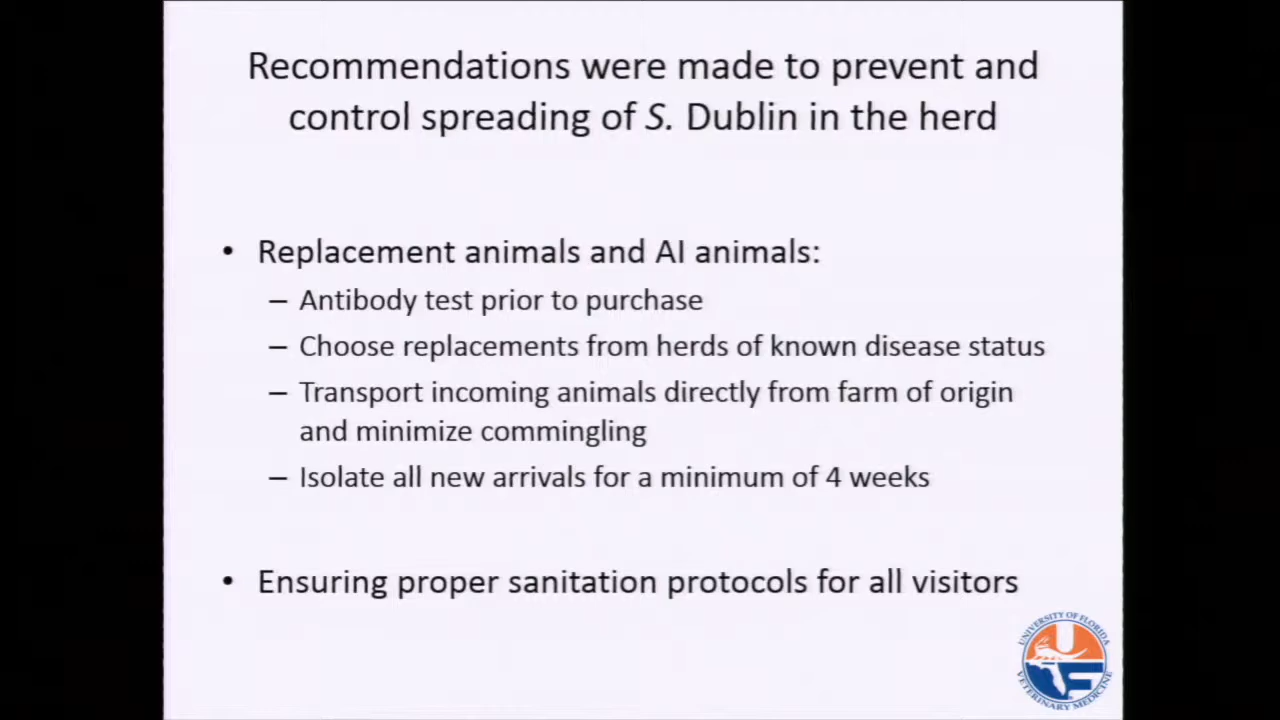 Recommendations were made to prevent and
control spreading of S. Dublin in the herd
• Replacement animals and AI animals:
– Antibody test prior to purchase
– Choose replacements from herds of known disease status
– Transport incoming animals directly from farm of origin
and minimize commingling
– Isolate all new arrivals for a minimum of 4 weeks
• Ensuring proper sanitation protocols for all visitors
UNIVERSITY OF FLORIDA
UF
VETERINARY MEDICINE